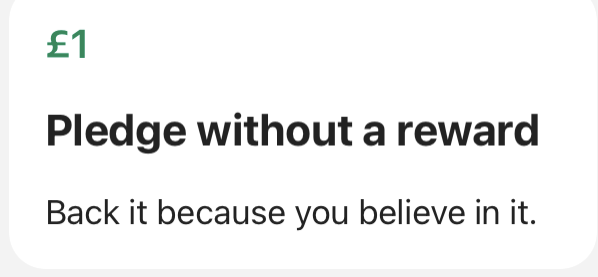 £1
Pledge without a reward
Back it because you believe in it.